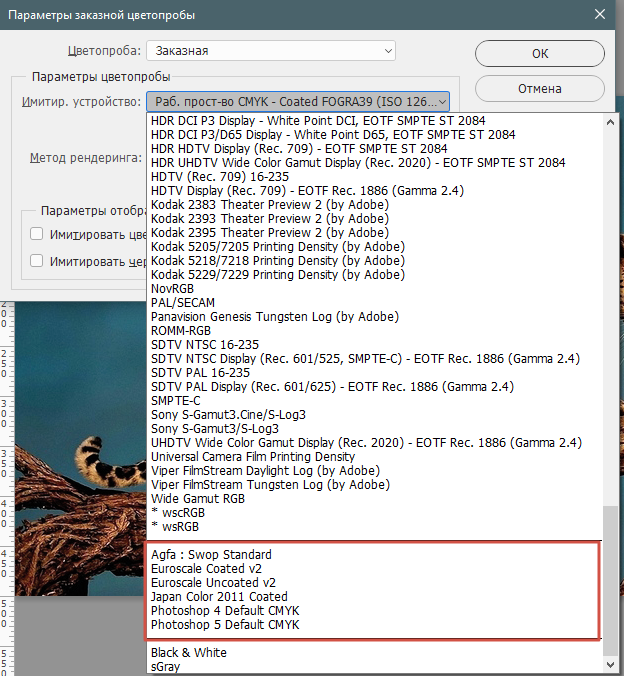 Параметры заказной цветопробы
Цветопроба: Заказная
ОК
Параметры цветопробы
Отмена
Имитир. устройство: Раб. прост-во CMYK - Coated FOGRA39 (ISO 126...
HDR DCI P3 Display - White Point DCI, EOTF SMPTE ST 2084
HDR DCI P3/D65 Display - White Point D65, EOTF SMPTE ST 2084
HDR HDTV Display (Rec. 709) - EOTF SMPTE ST 2084
HDR UHDTV Wide Color Gamut Display (Rec. 2020) - EOTF SMPTE ST 2084
HDTV (Rec. 709) 16-235
HDTV Display (Rec. 709) - EOTF Rec. 1886 (Gamma 2.4)
Kodak 2383 Theater Preview 2 (by Adobe)
Kodak 2393 Theater Preview 2 (by Adobe)
Kodak 2395 Theater Preview 2 (by Adobe)
Kodak 5205/7205 Printing Density (by Adobe)
Kodak 5218/7218 Printing Density (by Adobe)
Kodak 5229/7229 Printing Density (by Adobe)
NovRGB
PAL/SECAM
Panavision Genesis Tungsten Log (by Adobe)
ROMM-RGB
SDTV NTSC 16-235
SDTV NTSC Display (Rec. 601/525, SMPTE-C) - EOTF Rec. 1886 (Gamma 2.4)
SDTV PAL 16-235
SDTV PAL Display (Rec. 601/625) - EOTF Rec. 1886 (Gamma 2.4)
SMPTE-C
Sony S-Gamut3.Cine/S-Log3
Sony S-Gamut3/S-Log3
UHDTV Wide Color Gamut Display (Rec. 2020) - EOTF Rec. 1886 (Gamma 2.4)
Universal Camera Film Printing Density
Viper FilmStream Daylight Log (by Adobe)
Viper FilmStream Tungsten Log (by Adobe)
Wide Gamut RGB
* wscRGB
* wsRGB
Agfa : Swop Standard
Euroscale Coated v2
Euroscale Uncoated v2
Japan Color 2011 Coated
Photoshop 4 Default CMYK
Photoshop 5 Default CMYK
Black & White
sGray
Метод рендеринга:
Параметры отобра
Имитировать цве
Имитировать чер
250
300
350
400
450
500
550